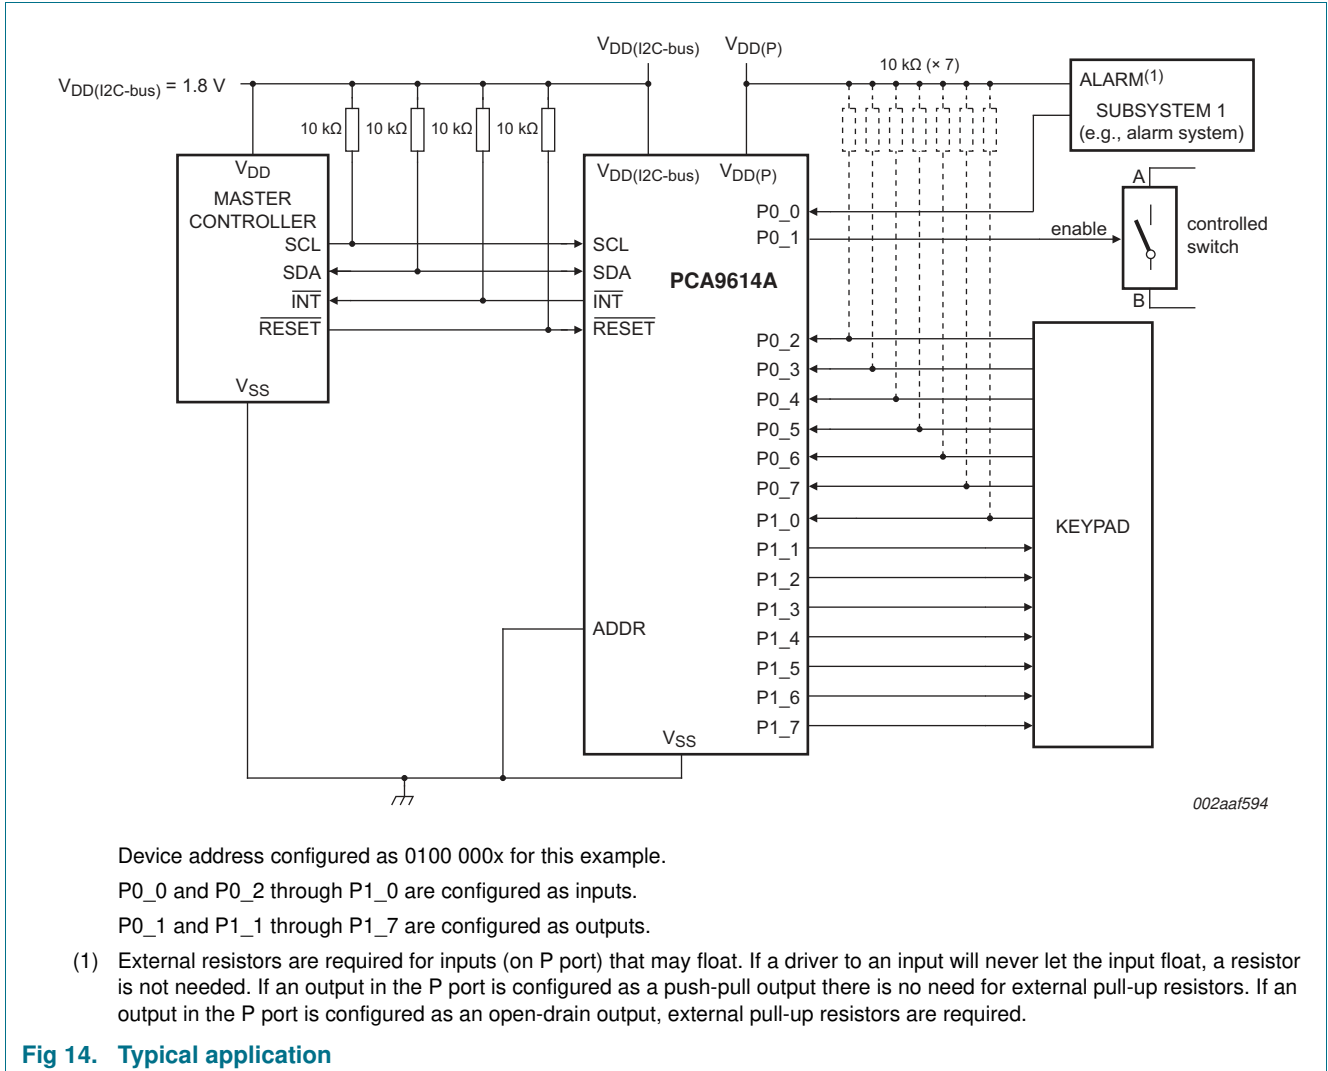 VDD(I2C-bus) VDD(P)
10 kΩ (× 7)
VDD(I2C-bus) = 1.8 V
ALARM(1)
SUBSYSTEM 1
(e.g., alarm system)
10 kΩ 10 kΩ 10 kΩ 10 kΩ
VDD
MASTER
CONTROLLER
SCL
SDA
INT
RESET
VSS
VDD(I2C-bus) VDD(P)
SCL
SDA
INT
RESET
PCA9614A
ADDR
VSS
P0_0
P0_1
P0_2
P0_3
P0_4
P0_5
P0_6
P0_7
P1_0
P1_1
P1_2
P1_3
P1_4
P1_5
P1_6
P1_7
enable
A
controlled
switch
B
KEYPAD
002aaf594
Device address configured as 0100 000x for this example.
P0_0 and P0_2 through P1_0 are configured as inputs.
P0_1 and P1_1 through P1_7 are configured as outputs.
(1) External resistors are required for inputs (on P port) that may float. If a driver to an input will never let the input float, a resistor
is not needed. If an output in the P port is configured as a push-pull output there is no need for external pull-up resistors. If an
output in the P port is configured as an open-drain output, external pull-up resistors are required.
Fig 14. Typical application